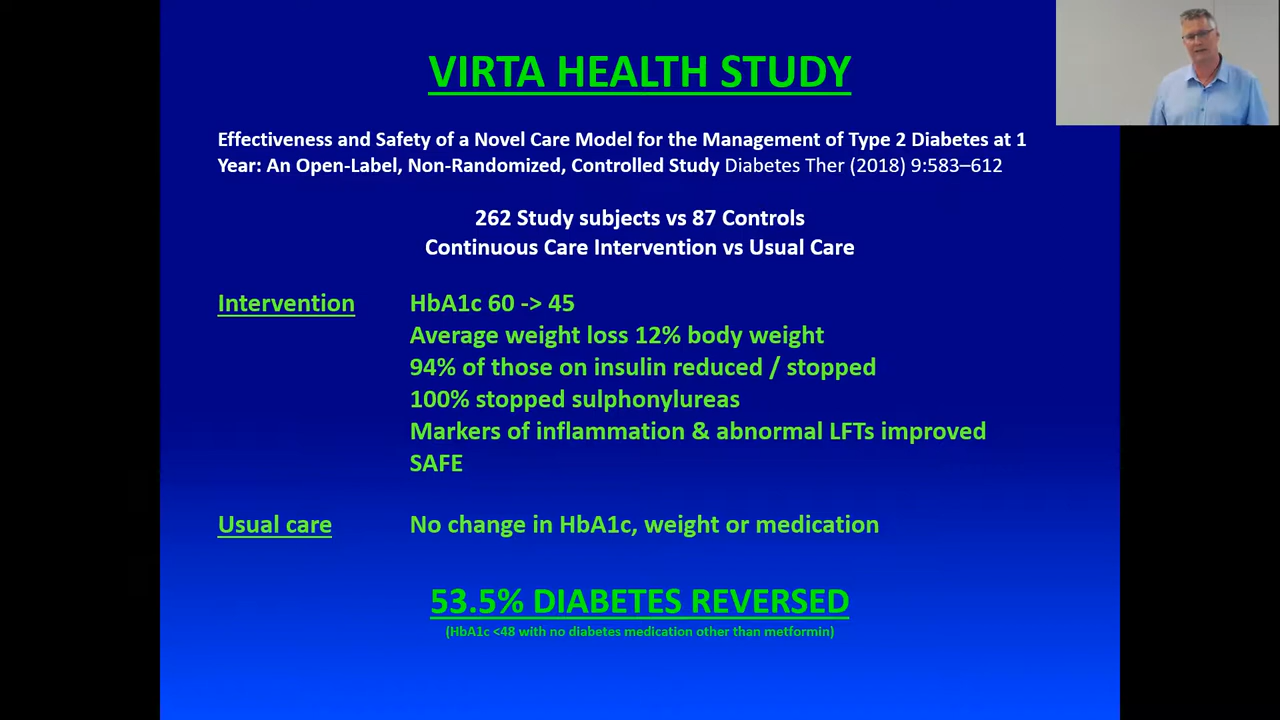 VIRTA HEALTH STUDY
Effectiveness and Safety of a Novel Care Model for the Management of Type 2 Diabetes at 1
Year: An Open-Label, Non-Randomized, Controlled Study Diabetes Ther (2018) 9:583–612
262 Study subjects vs 87 Controls
Continuous Care Intervention vs Usual Care
Intervention HbA1c 60 -> 45
Average weight loss 12% body weight
94% of those on insulin reduced / stopped
100% stopped sulphonylureas
Markers of inflammation & abnormal LFTs improved
SAFE
Usual care No change in HbA1c, weight or medication
53.5% DIABETES REVERSED
(HbA1c <48 with no diabetes medication other than metformin)